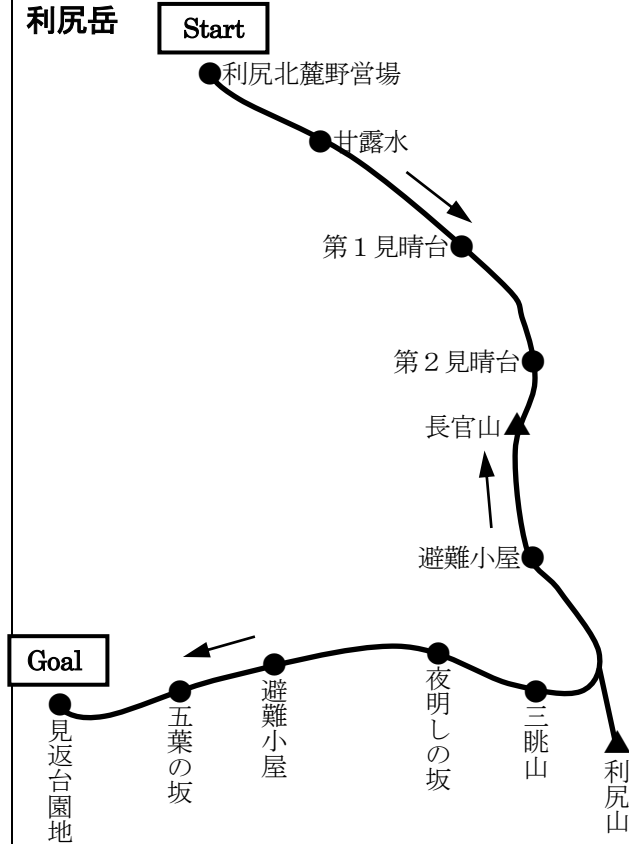 利尻岳
Start
利尻北麓野営場
甘露水
第1見晴台
第2見晴台
長官山
避難小屋
Goal
見返台園地
五葉の坂
避難小屋
夜明しの坂
三眺山
利尻山